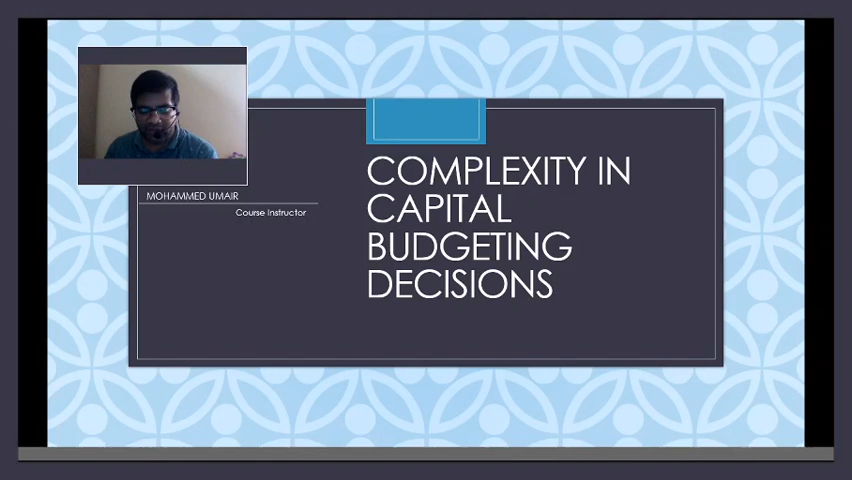 MOHAMMED UMAIR
Course Instructor
COMPLEXITY IN
CAPITAL
BUDGETING
DECISIONS